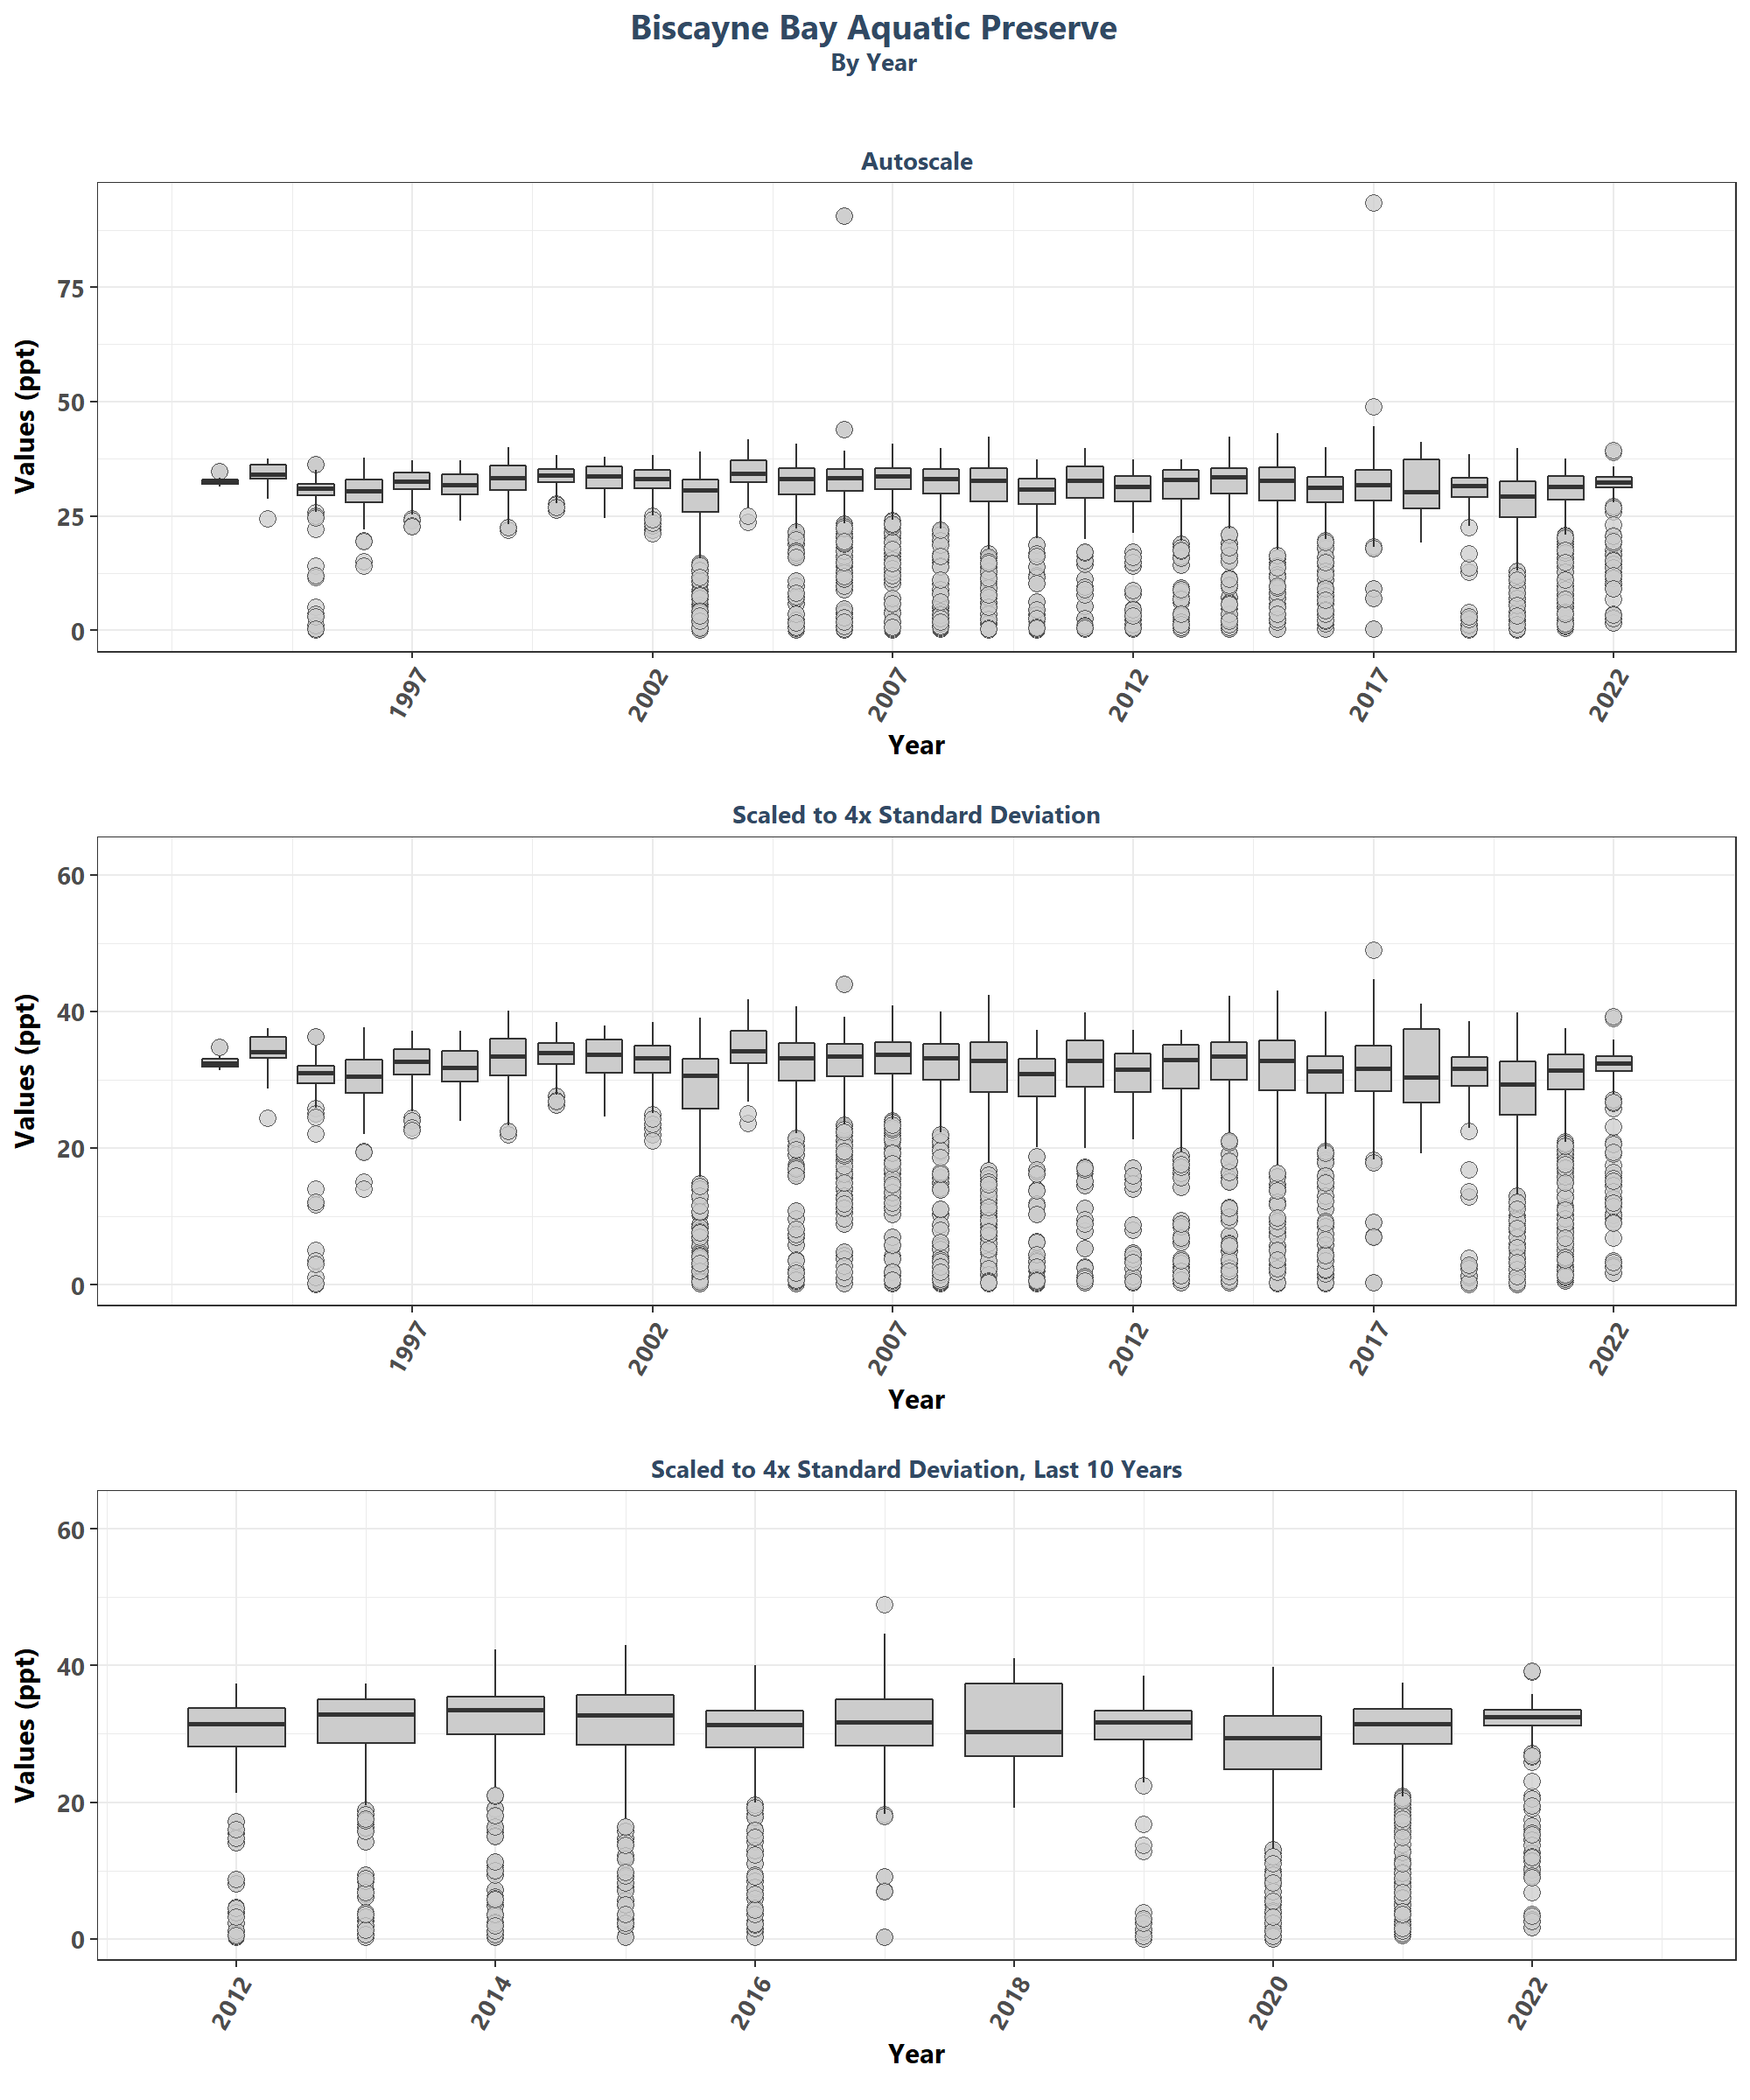 Biscayne Bay Aquatic Preserve
By Year
Autoscale
Values (ppt)
75
50
25
0
1997 2002 2007 2012 2017 2022
Year
Scaled to 4x Standard Deviation
Values (ppt)
60
40
20
0
1997 2002 2007 2012 2017 2022
Year
Scaled to 4x Standard Deviation, Last 10 Years
Values (ppt)
60
40
20
0
2012 2014 2016 2018 2020 2022
Year